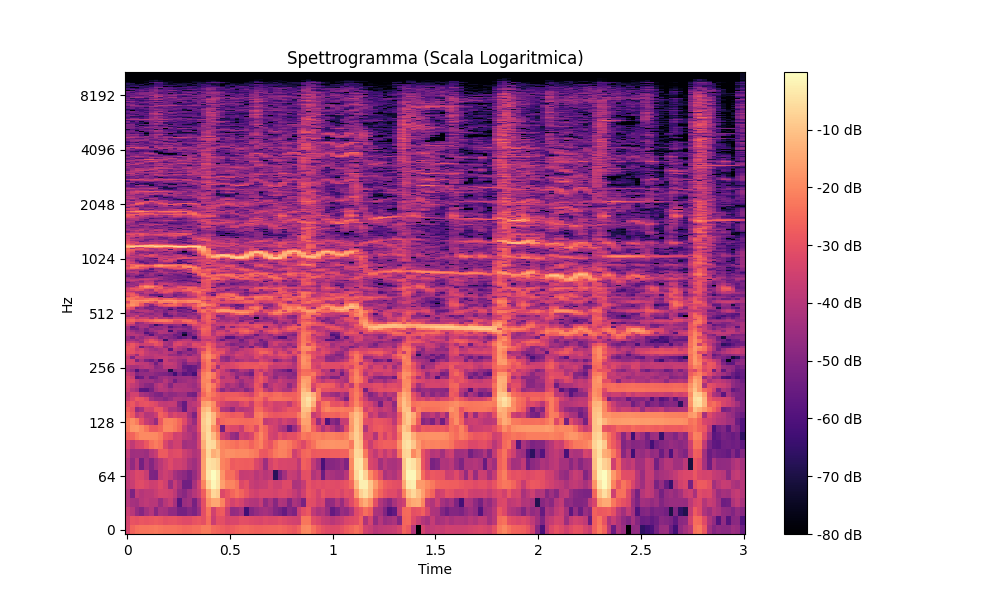 Spettrogramma (Scala Logaritmica)
Hz
8192
4096
2048
1024
512
256
128
64
0
0
0.5
1
1.5
2
2.5
3
Time
-10 dB
-20 dB
-30 dB
-40 dB
-50 dB
-60 dB
-70 dB
-80 dB